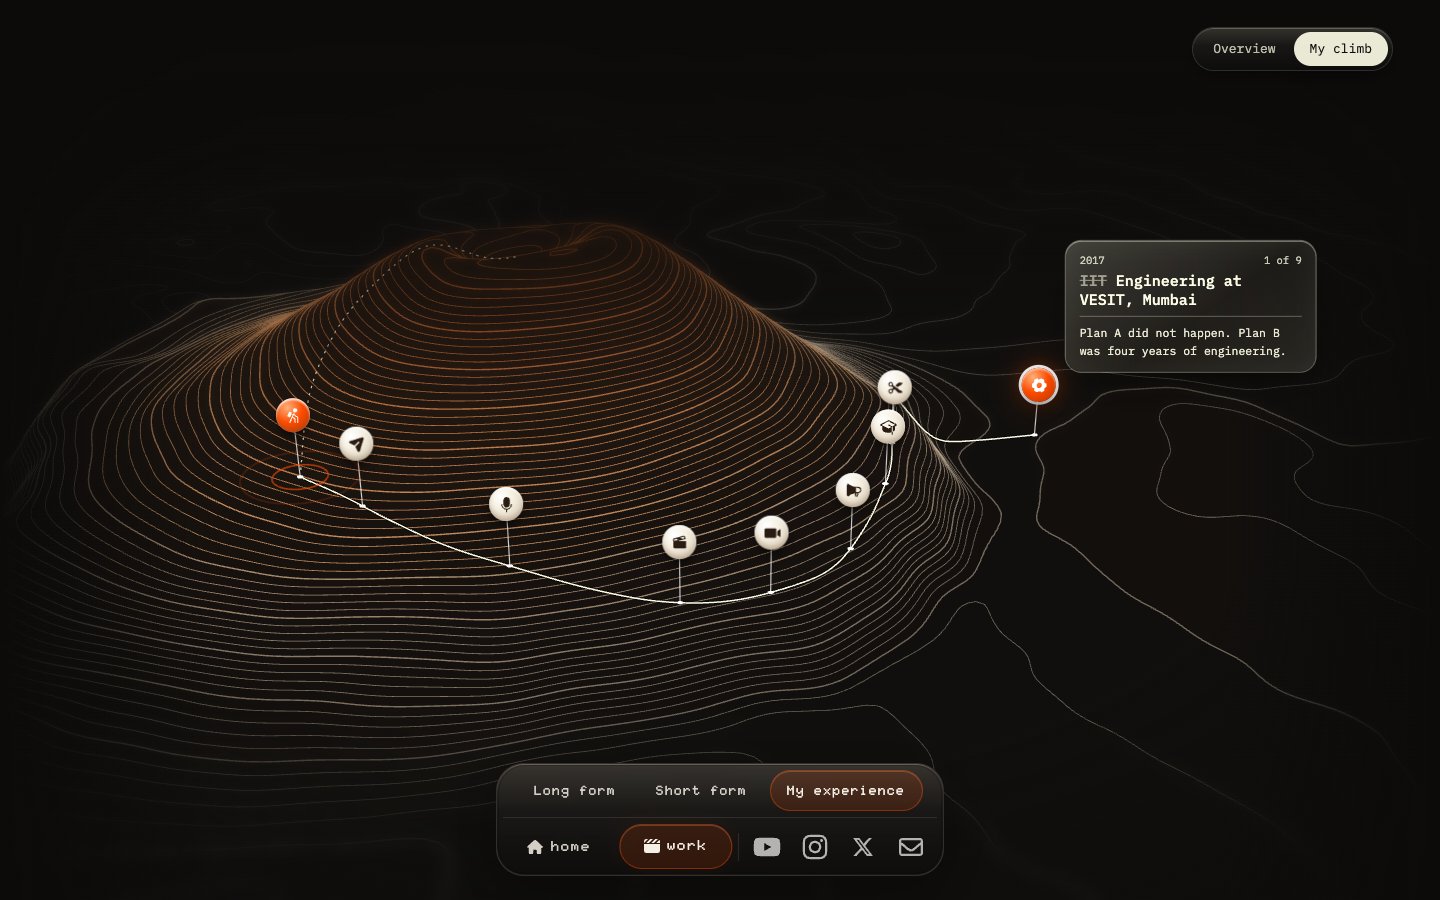 Overview My climb
2017 1 of 9
IIT Engineering at
VESIT, Mumbai
Plan A did not happen. Plan B
was four years of engineering.
Long form Short form My experience
home work